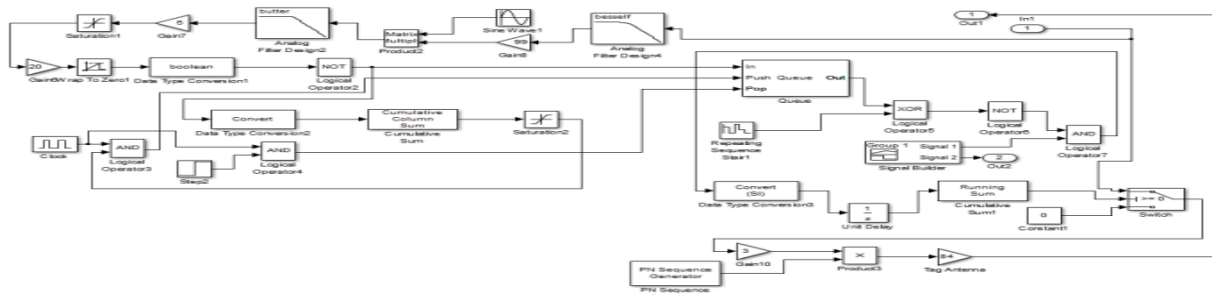 butter
Saturation1
Gain7
Analog
Filter Design2
Matrix
Multiply
Product2
Sine Wave1
99
Gain8
besself
Analog
Filter Design4
1
Out1
In1
1
20
Wrap To Zero1
boolean
Data Type Conversion1
NOT
Logical
Operator2
In
Push Queue
Pop
Out
Queue
Convert
Data Type Conversion2
Cumulative
Column
Sum
Cumulative
Sum
Saturation2
Clock
AND
Logical
Operator3
Step2
AND
Logical
Operator4
Repeating
Sequence
Stair1
XOR
Logical
Operator5
NOT
Logical
Operator6
AND
Logical
Operator7
Group 1
Signal 1
Signal 2
Signal Builder
2
Out2
Convert
(SI)
Data Type Conversion3
1
z
Unit Delay
Running
Sum
Cumulative
Sum1
0
Constant1
>= 0
Switch
3
Gain10
PN Sequence
Generator
PN Sequence
×
Product3
64
Tag Antenna